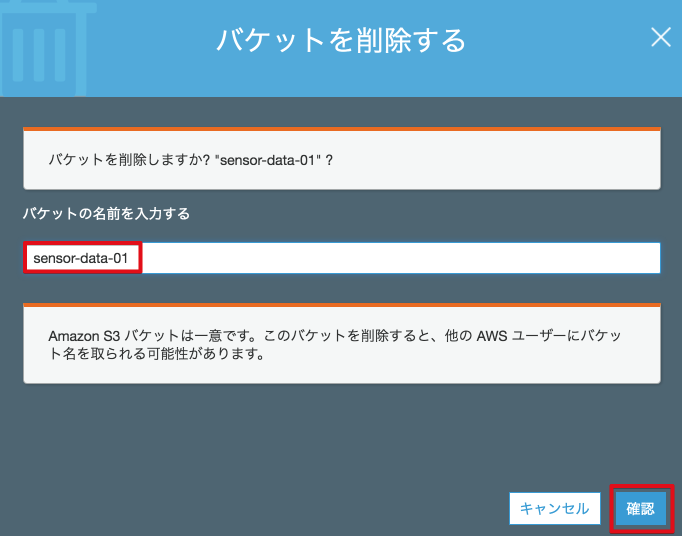 バケットを削除する
バケットを削除しますか? "sensor-data-01" ?
バケットの名前を入力する
sensor-data-01
Amazon S3 バケットは一意です。このバケットを削除すると、他の AWS ユーザーにバケッ
ト名を取られる可能性があります。
キャンセル
確認